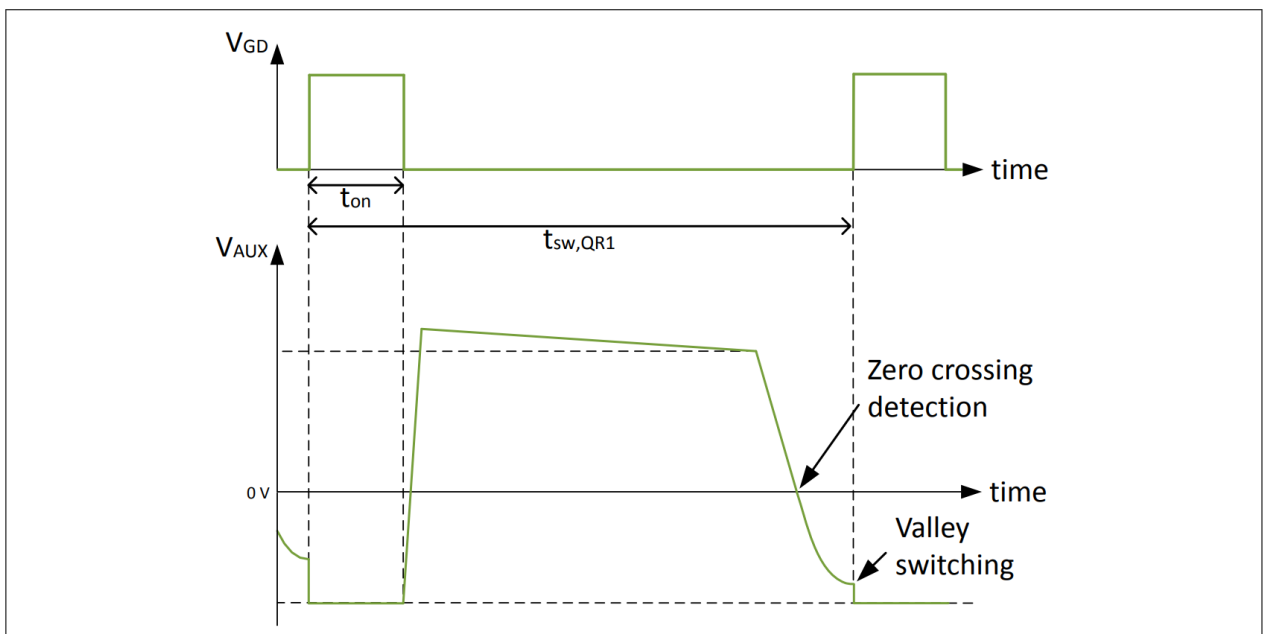 VGD
time
ton
tsw,QR1
VAUX
Zero crossing
detection
0 V
time
Valley
switching